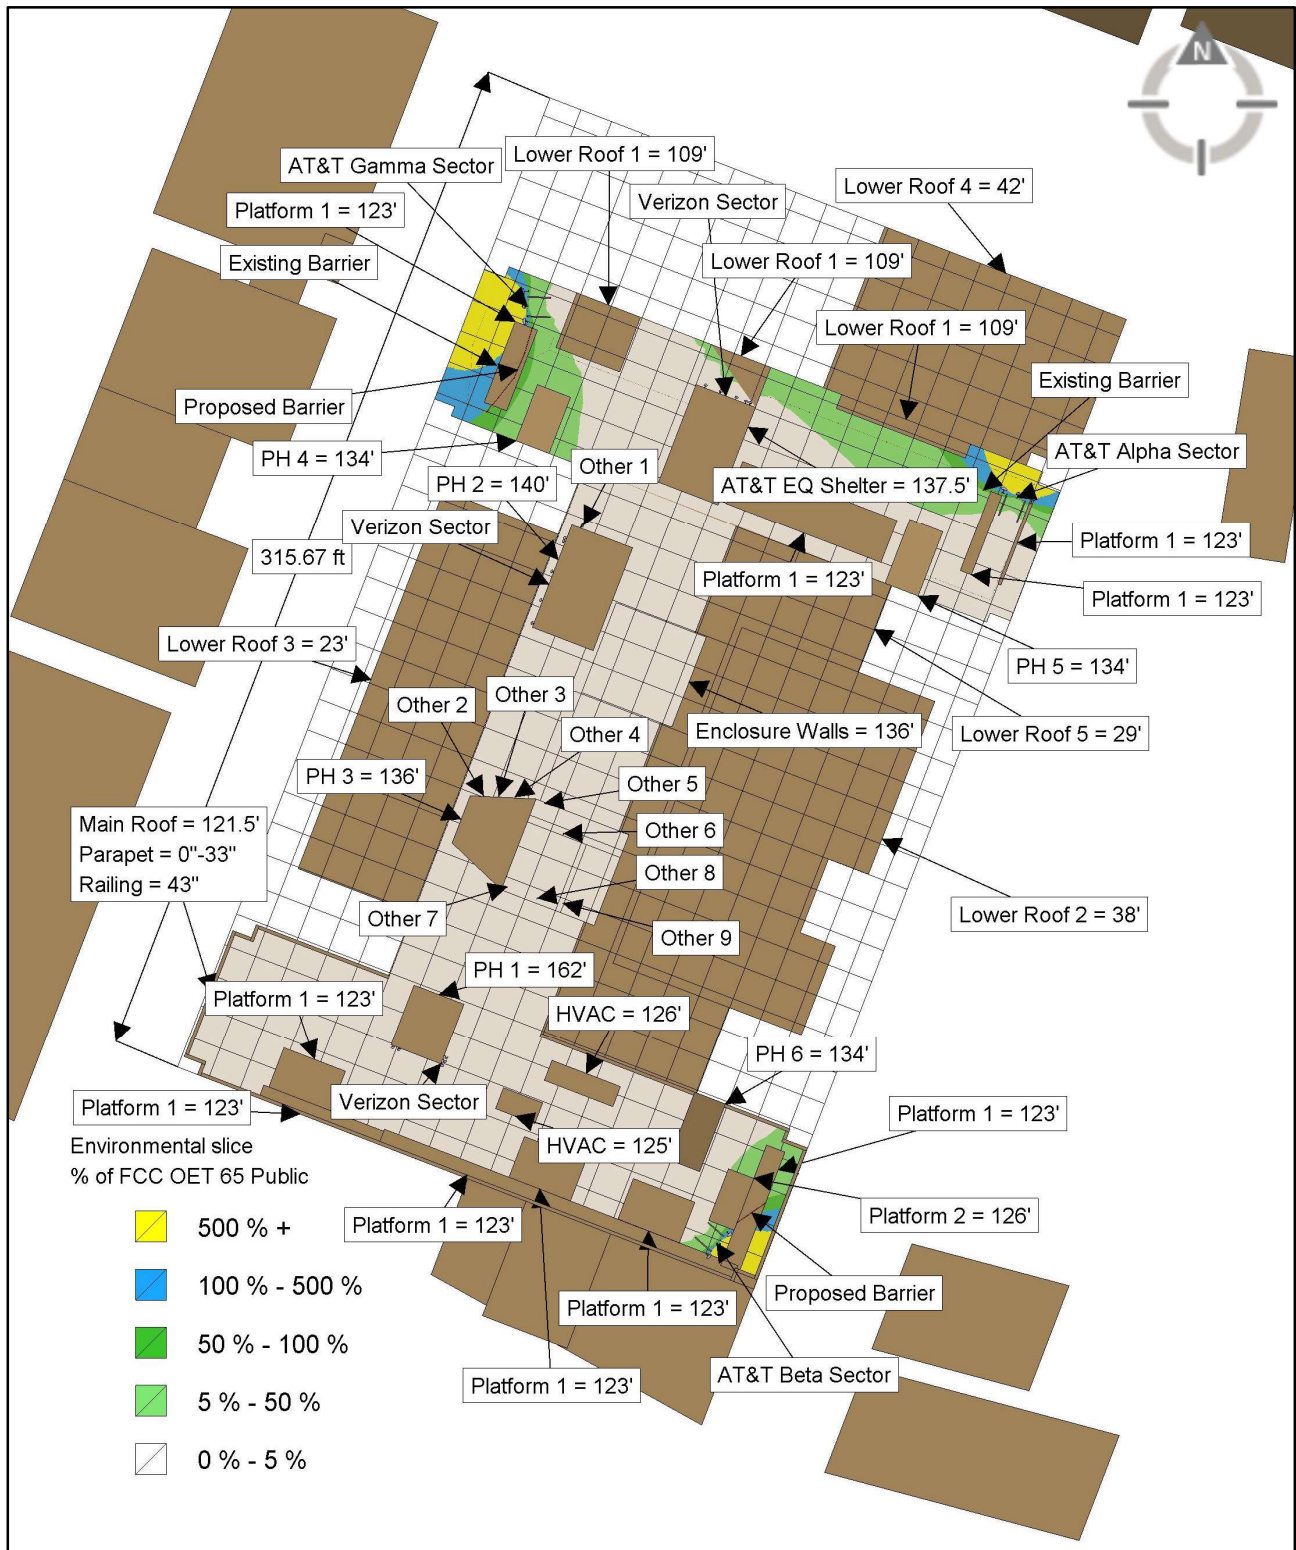 N
Lower Roof 1 = 109'
AT&T Gamma Sector
Lower Roof 4 = 42'
Verizon Sector
Platform 1 = 123'
Existing Barrier
Lower Roof 1 = 109'
Lower Roof 1 = 109'
Existing Barrier
Proposed Barrier
AT&T Alpha Sector
PH 4 = 134'
Other 1
PH 2 = 140'
AT&T EQ Shelter = 137.5'
Verizon Sector
Platform 1 = 123'
315.67 ft
Platform 1 = 123'
Platform 1 = 123'
Lower Roof 3 = 23'
PH 5 = 134'
Other 3
Other 2
Enclosure Walls = 136'
Lower Roof 5 = 29'
Other 4
PH 3 = 136'
Other 5
Main Roof = 121.5'
Parapet = 0"-33"
Railing = 43"
Other 6
Other 8
Other 7
Other 9
Lower Roof 2 = 38'
PH 1 = 162'
Platform 1 = 123'
HVAC = 126'
PH 6 = 134'
Platform 1 = 123'
Verizon Sector
Platform 1 = 123'
Environmental slice
% of FCC OET 65 Public
HVAC = 125'
500 % +
100 % - 500 %
50 % - 100 %
5 % - 50 %
0 % - 5 %
Platform 1 = 123'
Platform 2 = 126'
Proposed Barrier
Platform 1 = 123'
AT&T Beta Sector
Platform 1 = 123'